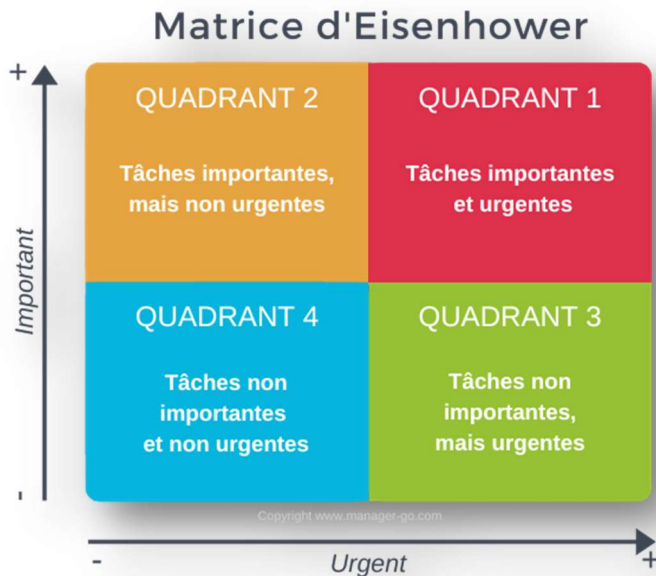 Matrice d'Eisenhower
+
Important
-
QUADRANT 2
Tâches importantes,
mais non urgentes
QUADRANT 1
Tâches importantes
et urgentes
QUADRANT 4
Tâches non
importantes
et non urgentes
QUADRANT 3
Tâches non
importantes,
mais urgentes
Copyright www.manager-go.com
-
Urgent
+